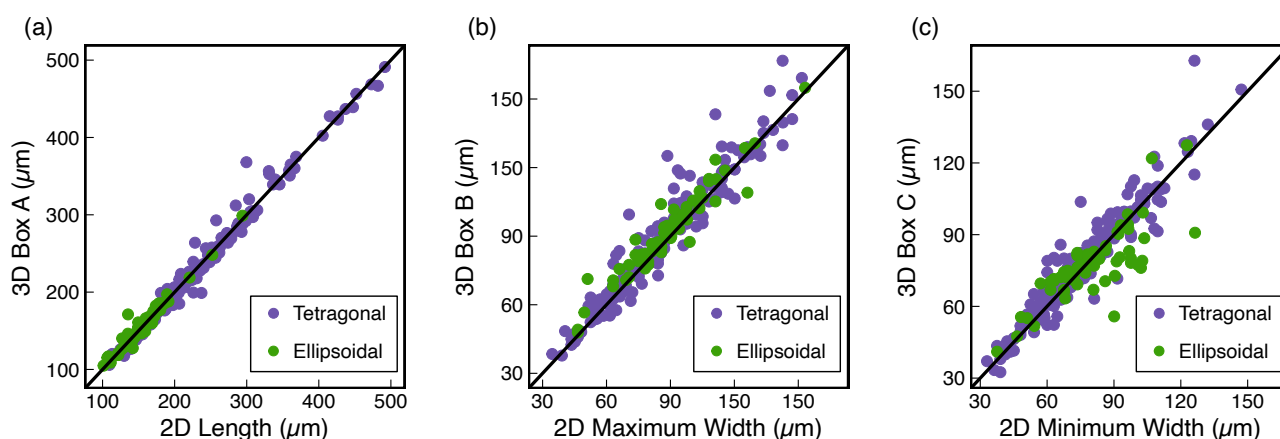 (a)
500
400
300
200
100
3D Box A (µm)
100 200 300 400 500
2D Length (µm)
Tetragonal
Ellipsoidal
(b)
150
150
90
60
30
3D Box B (µm)
30 60 90 150 150
2D Maximum Width (µm)
Tetragonal
Ellipsoidal
(c)
150
120
90
60
30
3D Box C (µm)
30 60 90 120 150
2D Minimum Width (µm)
Tetragonal
Ellipsoidal